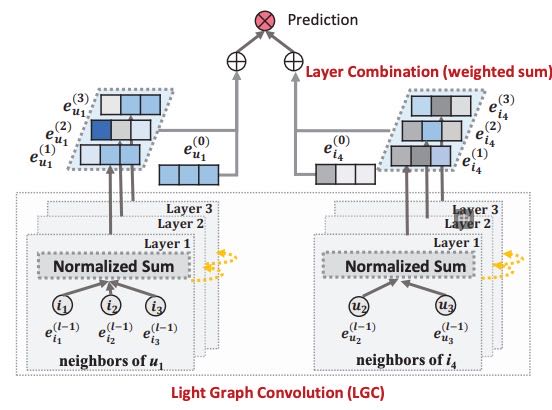 Prediction
Layer Combination (weighted sum)
e_{u_1}^{(3)}
e_{u_1}^{(2)}
e_{u_1}^{(1)}
e_{u_1}^{(0)}
e_{i_4}^{(0)}
e_{i_4}^{(3)}
e_{i_4}^{(2)}
e_{i_4}^{(1)}
Layer 3
Layer 2
Layer 1
Normalized Sum
i_1 i_2 i_3
e_{i_1}^{(l-1)} e_{i_2}^{(l-1)} e_{i_3}^{(l-1)}
neighbors of u_1
Layer 3
Layer 2
Layer 1
Normalized Sum
u_2 u_3
e_{u_2}^{(l-1)} e_{u_3}^{(l-1)}
neighbors of i_4
Light Graph Convolution (LGC)